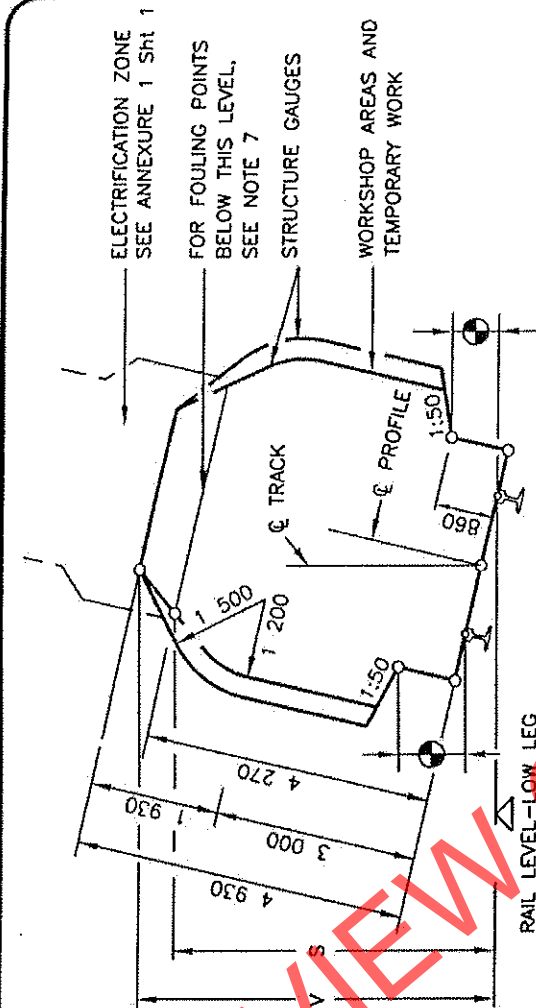 ELECTRIFICATION ZONE
SEE ANNEXURE 1 Sht 1
FOR FOULING POINTS
BELOW THIS LEVEL,
SEE NOTE 7
STRUCTURE GAUGES
WORKSHOP AREAS AND
TEMPORARY WORK
℄ TRACK
℄ PROFILE
1 500
1 200
1:50
1:50
860
4 270
1 930
3 000
4 930
S
V
RAIL LEVEL-LOW LEG
VIEW